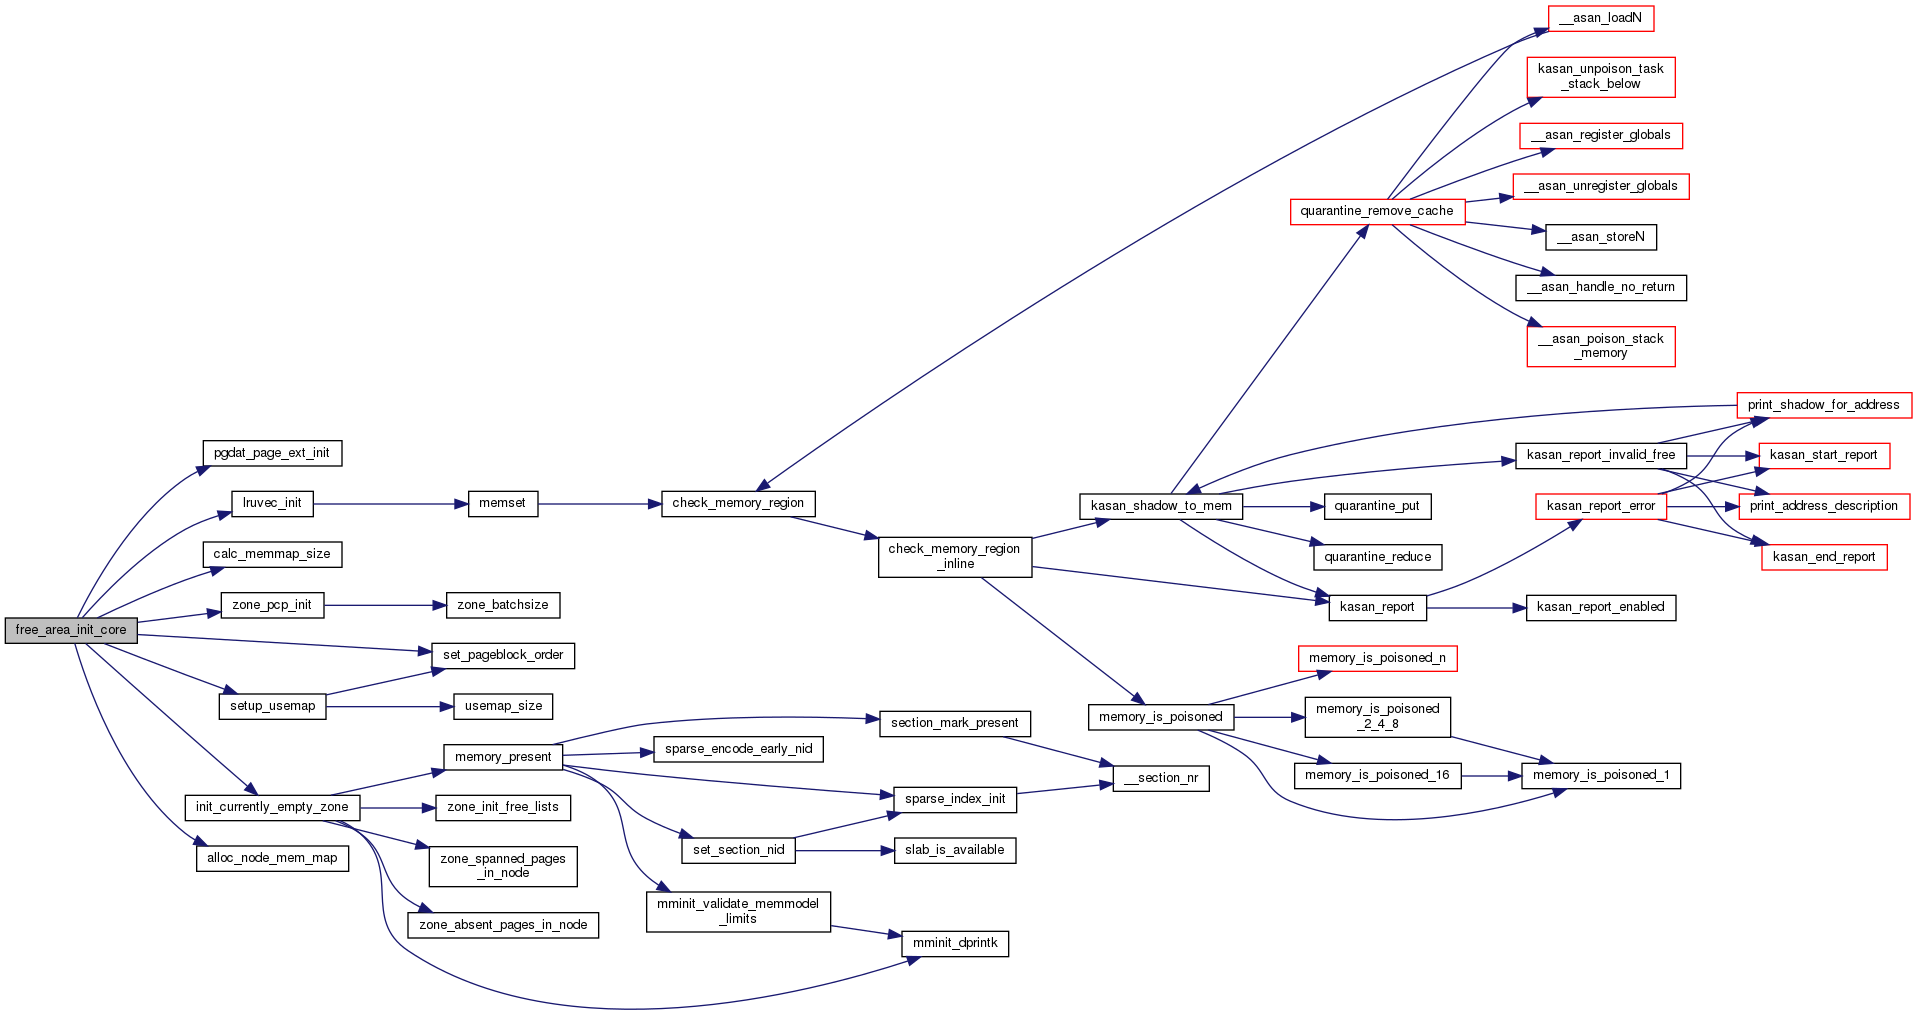 __asan_loadN
kasan_unpoison_task
_stack_below
__asan_register_globals
__asan_unregister_globals
quarantine_remove_cache
__asan_storeN
__asan_handle_no_return
__asan_poison_stack
_memory
print_shadow_for_address
pgdat_page_ext_init
kasan_report_invalid_free
kasan_start_report
lruvec_init
memset
check_memory_region
kasan_shadow_to_mem
quarantine_put
kasan_report_error
print_address_description
calc_memmap_size
check_memory_region
_inline
quarantine_reduce
kasan_end_report
zone_pcp_init
zone_batchsize
kasan_report
kasan_report_enabled
free_area_init_core
set_pageblock_order
memory_is_poisoned_n
setup_usemap
usemap_size
section_mark_present
memory_is_poisoned
memory_is_poisoned
_2_4_8
memory_present
sparse_encode_early_nid
__section_nr
memory_is_poisoned_16
memory_is_poisoned_1
init_currently_empty_zone
zone_init_free_lists
sparse_index_init
alloc_node_mem_map
zone_spanned_pages
_in_node
set_section_nid
slab_is_available
mminit_validate_memmodel
_limits
zone_absent_pages_in_node
mminit_dprintk